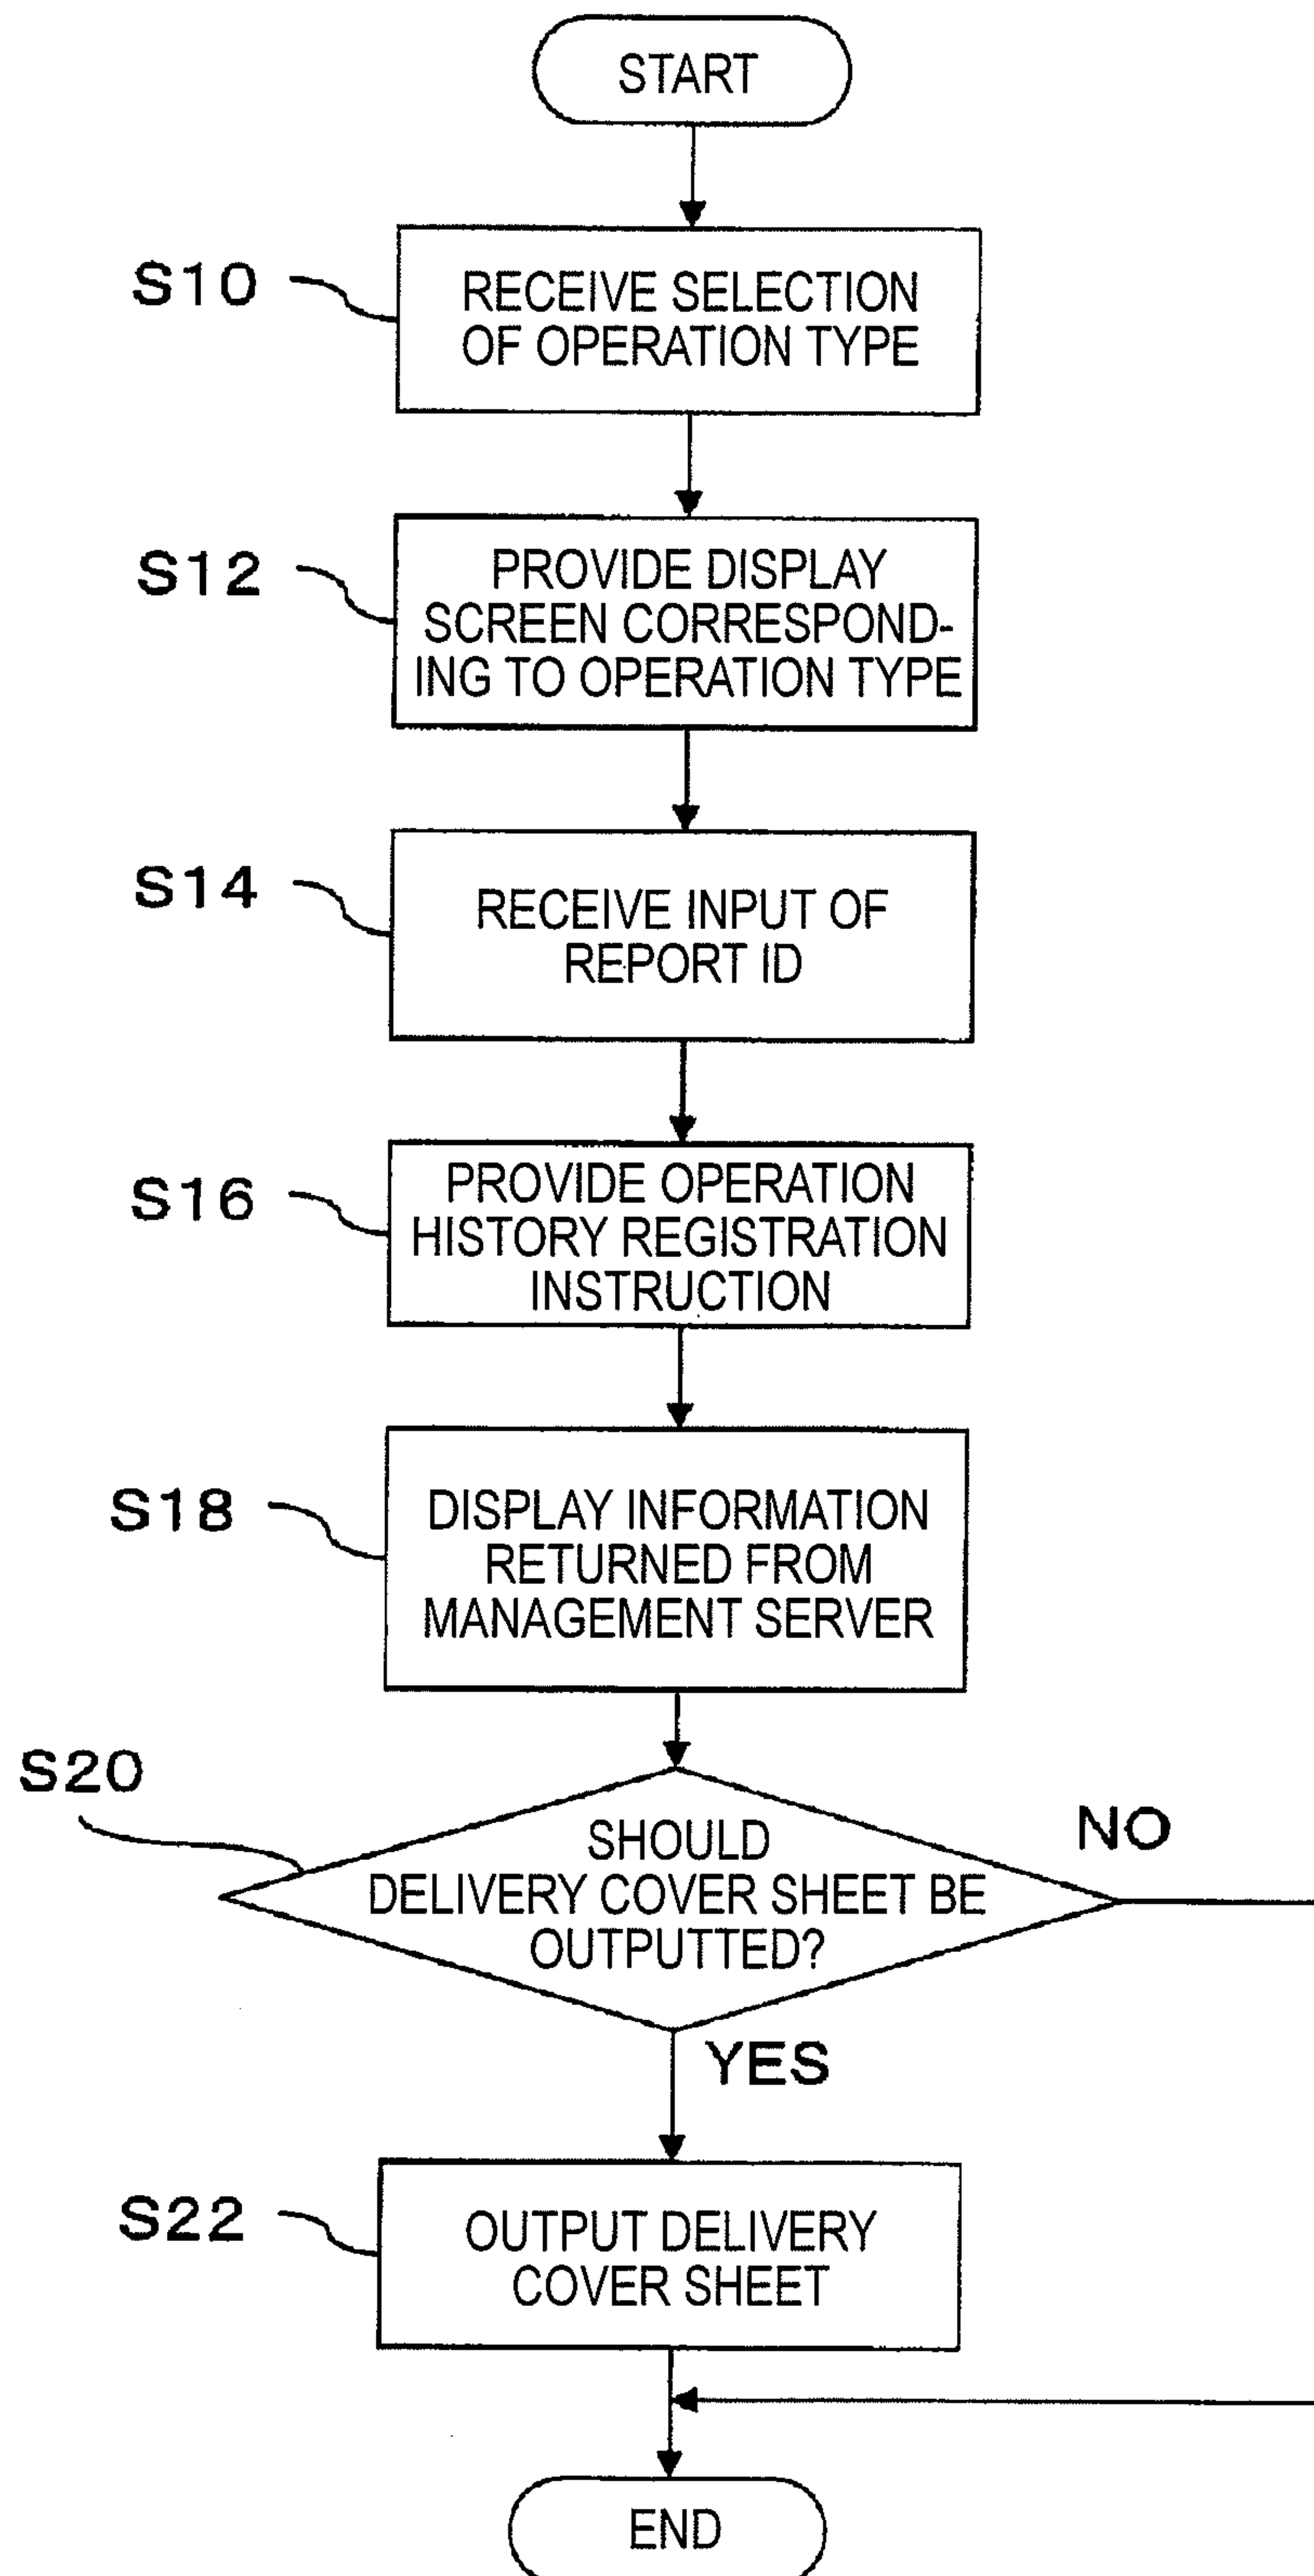 START
S10
RECEIVE SELECTION
OF OPERATION TYPE
S12
PROVIDE DISPLAY
SCREEN CORRESPOND-
ING TO OPERATION TYPE
S14
RECEIVE INPUT OF
REPORT ID
S16
PROVIDE OPERATION
HISTORY REGISTRATION
INSTRUCTION
S18
DISPLAY INFORMATION
RETURNED FROM
MANAGEMENT SERVER
S20
SHOULD
DELIVERY COVER SHEET BE
OUTPUTTED?
NO
YES
S22
OUTPUT DELIVERY
COVER SHEET
END